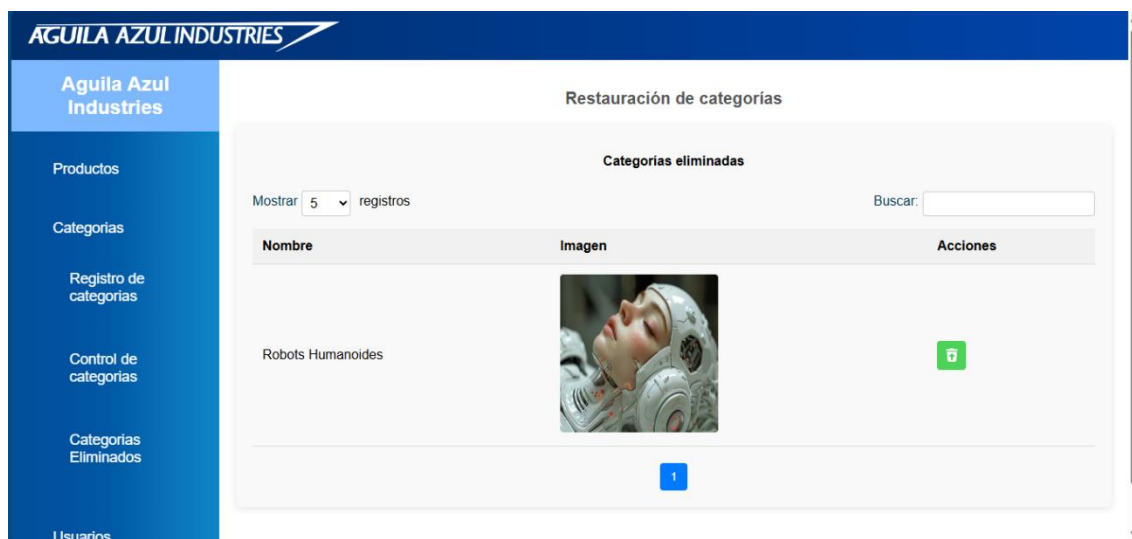 AGUILA AZUL INDUSTRIES
Aguila Azul
Industries
Productos
Categorias
Registro de
categorias
Control de
categorias
Categorias
Eliminados
Usuarios
Restauración de categorías
Categorias eliminadas
Mostrar 5 registros
Buscar:
Nombre Imagen Acciones
Robots Humanoides
1